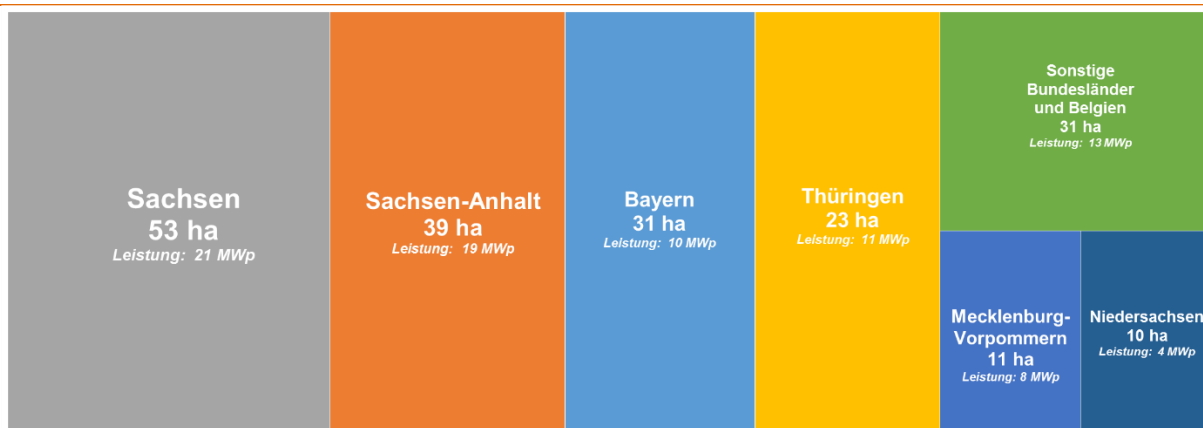 Sachsen
53 ha
Leistung: 21 MWp
Sachsen-Anhalt
39 ha
Leistung: 19 MWp
Bayern
31 ha
Leistung: 10 MWp
Thüringen
23 ha
Leistung: 11 MWp
Sonstige
Bundesländer
und Belgien
31 ha
Leistung: 13 MWp
Mecklenburg-
Vorpommern
11 ha
Leistung: 8 MWp
Niedersachsen
10 ha
Leistung: 4 MWp